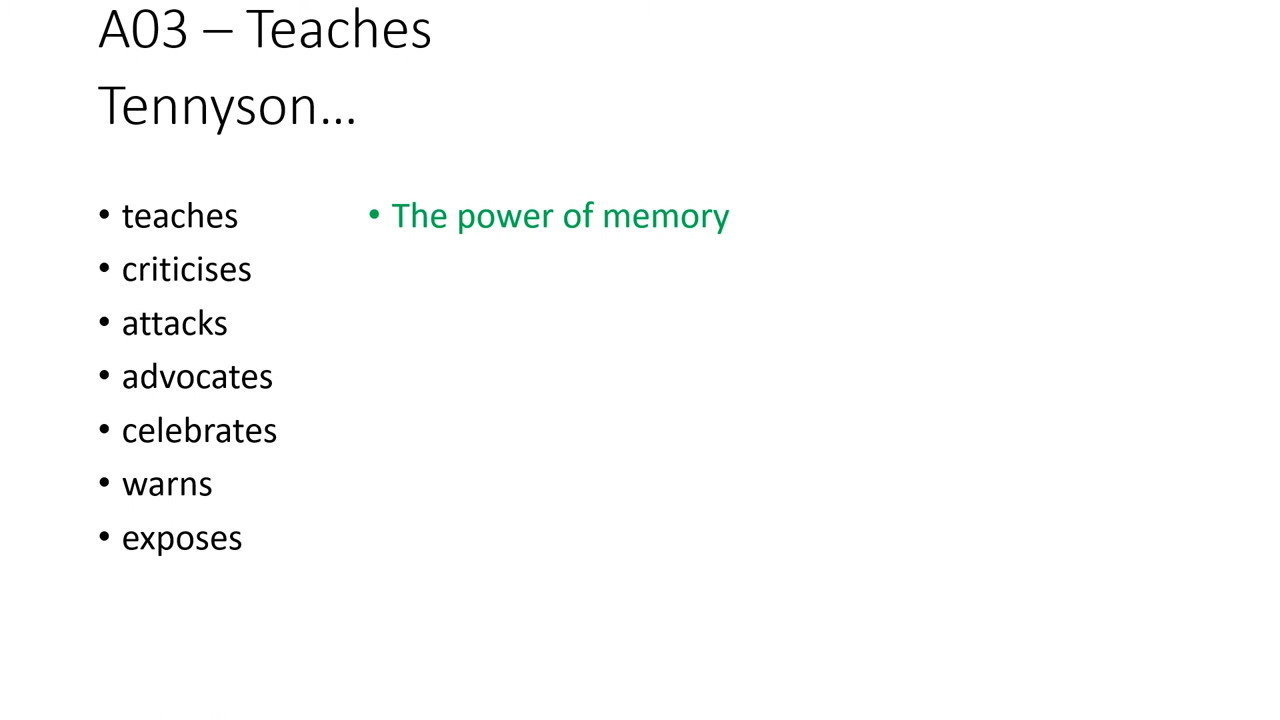 A03 – Teaches
Tennyson…
• teaches
• The power of memory
• criticises
• attacks
• advocates
• celebrates
• warns
• exposes